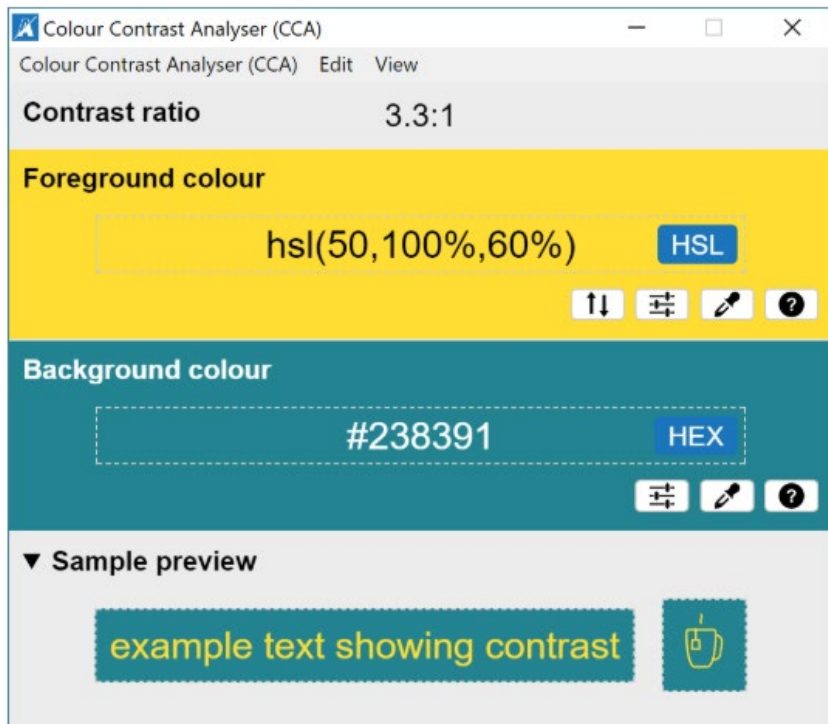 Colour Contrast Analyser (CCA)
Colour Contrast Analyser (CCA) Edit View
Contrast ratio 3.3:1
Foreground colour
hsl(50,100%,60%) HSL
Background colour
#238391 HEX
Sample preview
example text showing contrast